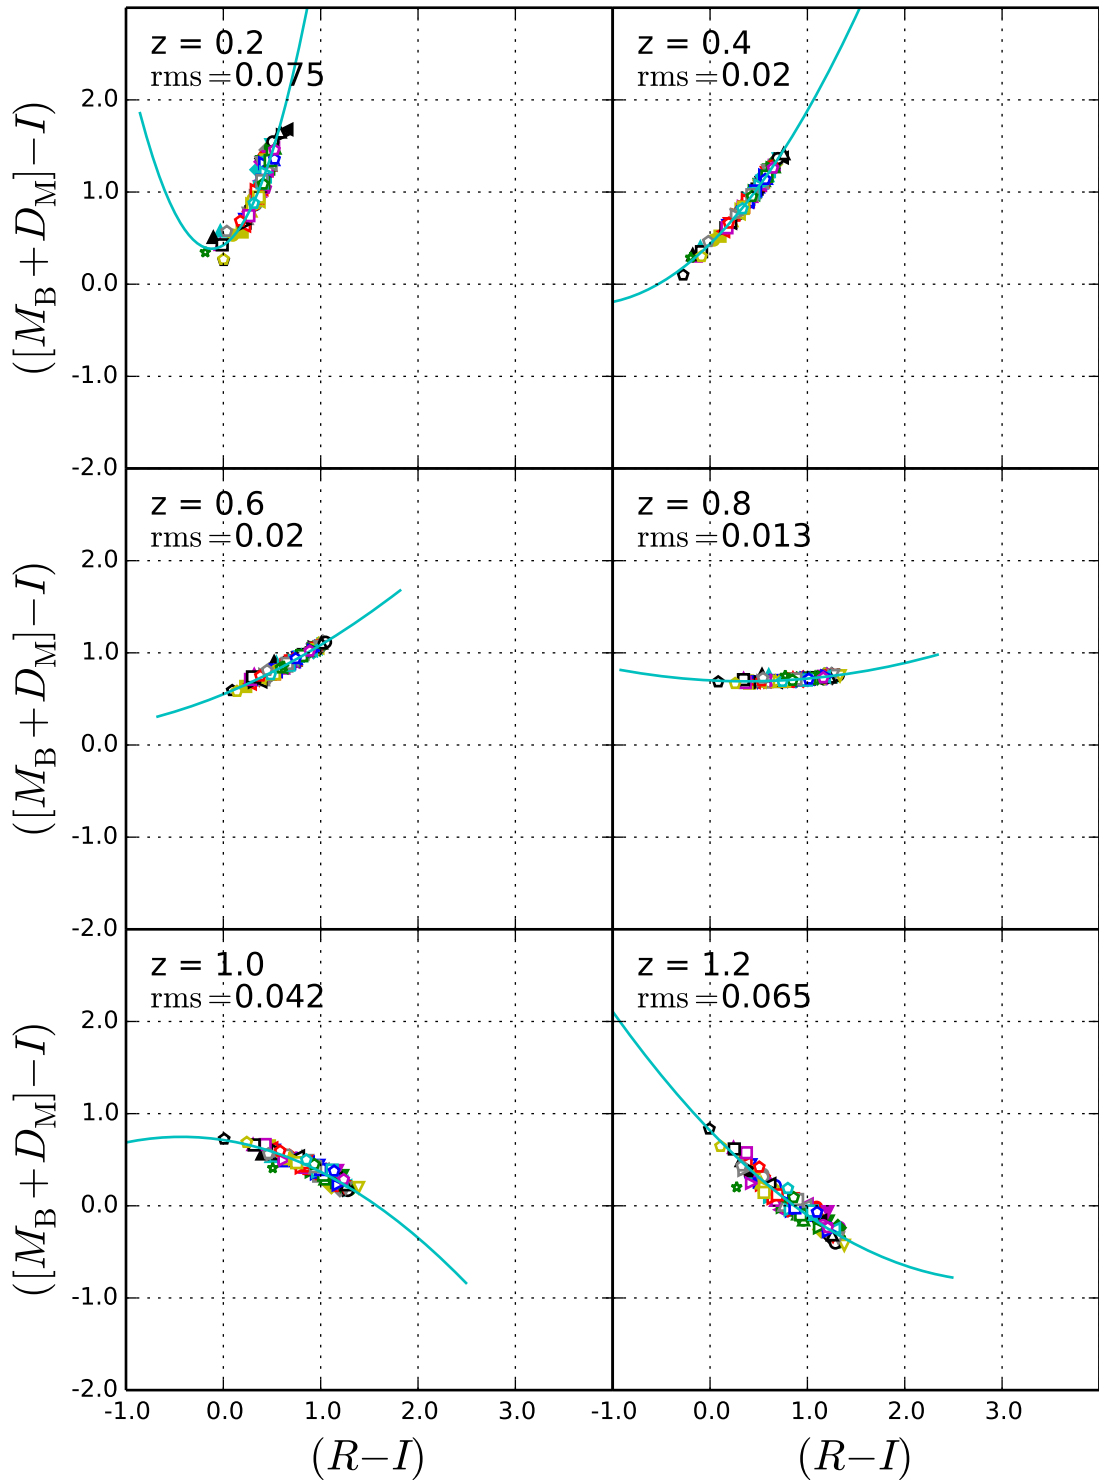 z = 0.2
rms=0.075
z = 0.4
rms=0.02
2.0
1.0
0.0
-1.0
-2.0
([M_B+D_M]−I)
z = 0.6
rms=0.02
z = 0.8
rms=0.013
2.0
1.0
0.0
-1.0
-2.0
([M_B+D_M]−I)
z = 1.0
rms=0.042
z = 1.2
rms=0.065
2.0
1.0
0.0
-1.0
-2.0
([M_B+D_M]−I)
-1.0 0.0 1.0 2.0 3.0 -1.0 0.0 1.0 2.0 3.0
(R−I) (R−I)